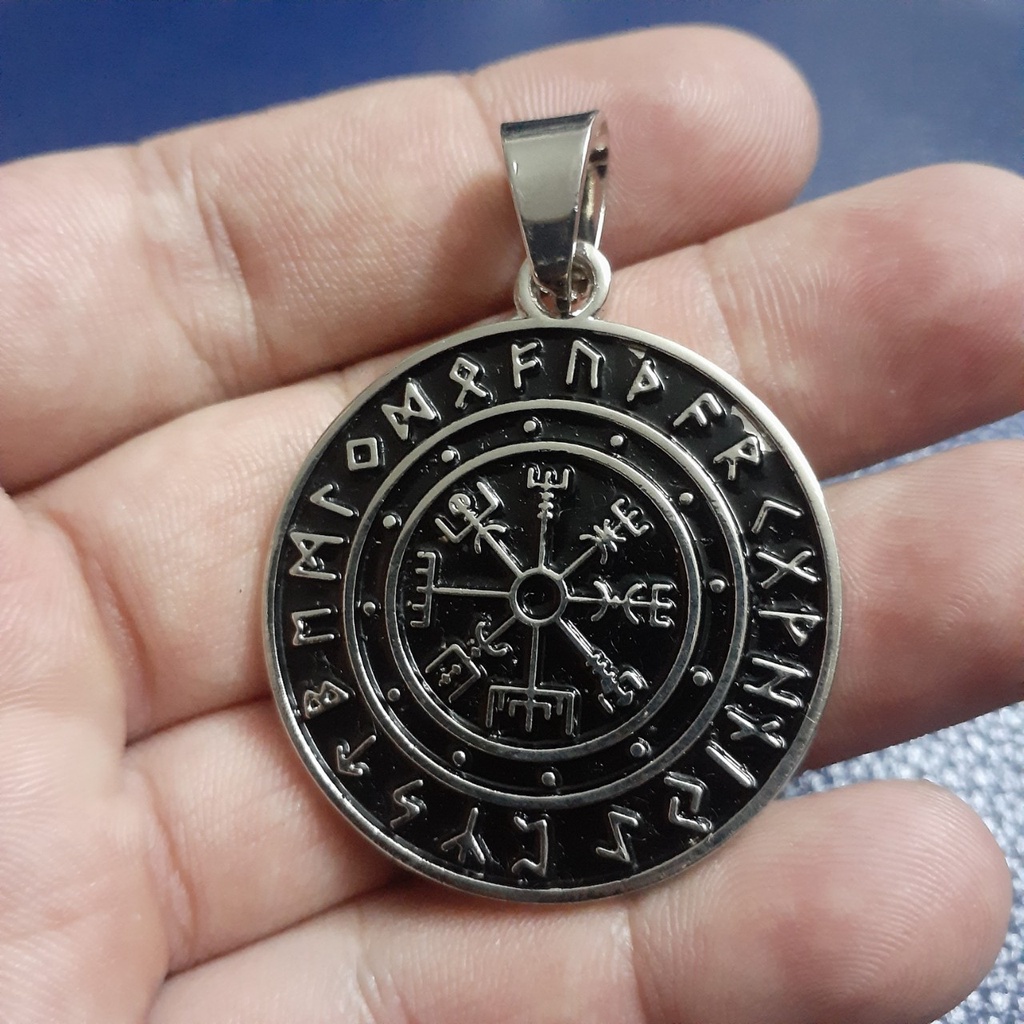 ᚠᚢᚦᚨᚱᚲᚷᚹᚺᚾᛁᛃᛇᛈᛉᛊᛏᛒᛖᛗᛚᛜᛞᛟ